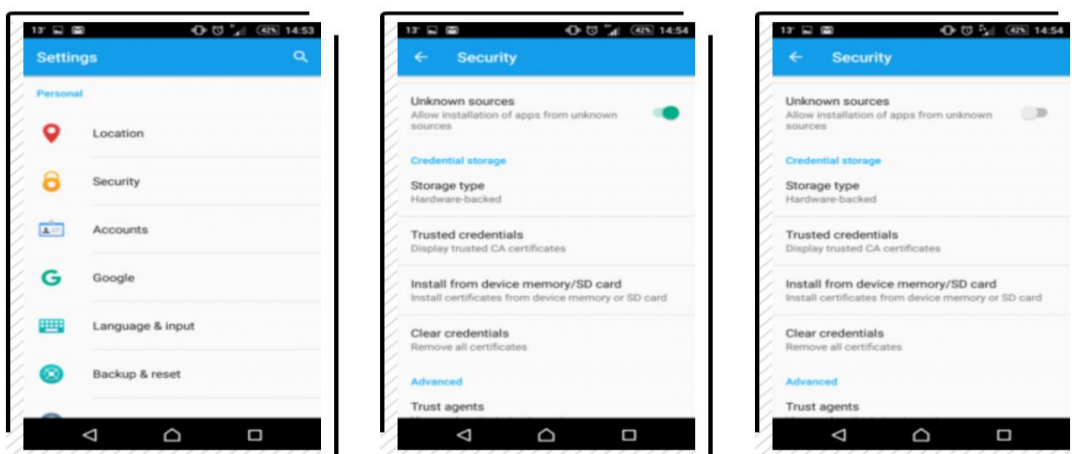 13° 42% 14:53
Settings
Personal
Location
Security
Accounts
Google
Language & input
Backup & reset
13° 42% 14:54
Security
Unknown sources
Allow installation of apps from unknown
sources
Credential storage
Storage type
Hardware-backed
Trusted credentials
Display trusted CA certificates
Install from device memory/SD card
Install certificates from device memory or SD card
Clear credentials
Remove all certificates
Advanced
Trust agents
13° 42% 14:54
Security
Unknown sources
Allow installation of apps from unknown
sources
Credential storage
Storage type
Hardware-backed
Trusted credentials
Display trusted CA certificates
Install from device memory/SD card
Install certificates from device memory or SD card
Clear credentials
Remove all certificates
Advanced
Trust agents